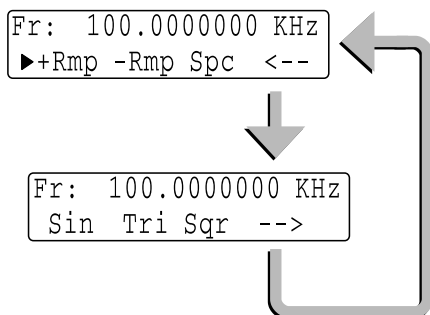 Fr: 100.0000000 KHz
▶+Rmp -Rmp Spc <--
Fr: 100.0000000 KHz
Sin Tri Sqr -->